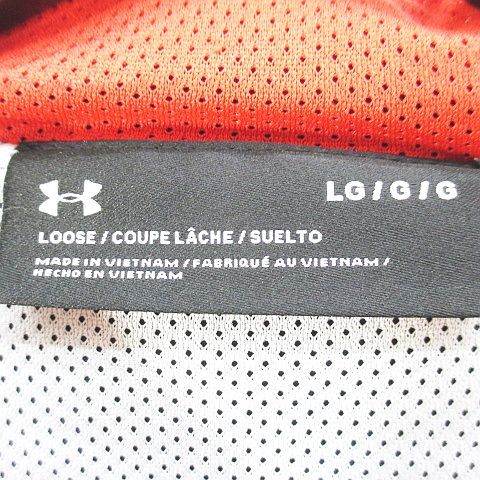 LG / G / G
LOOSE / COUPE LÂCHE / SUELTO
MADE IN VIETNAM / FABRIQUÉ AU VIETNAM /
HECHO EN VIETNAM